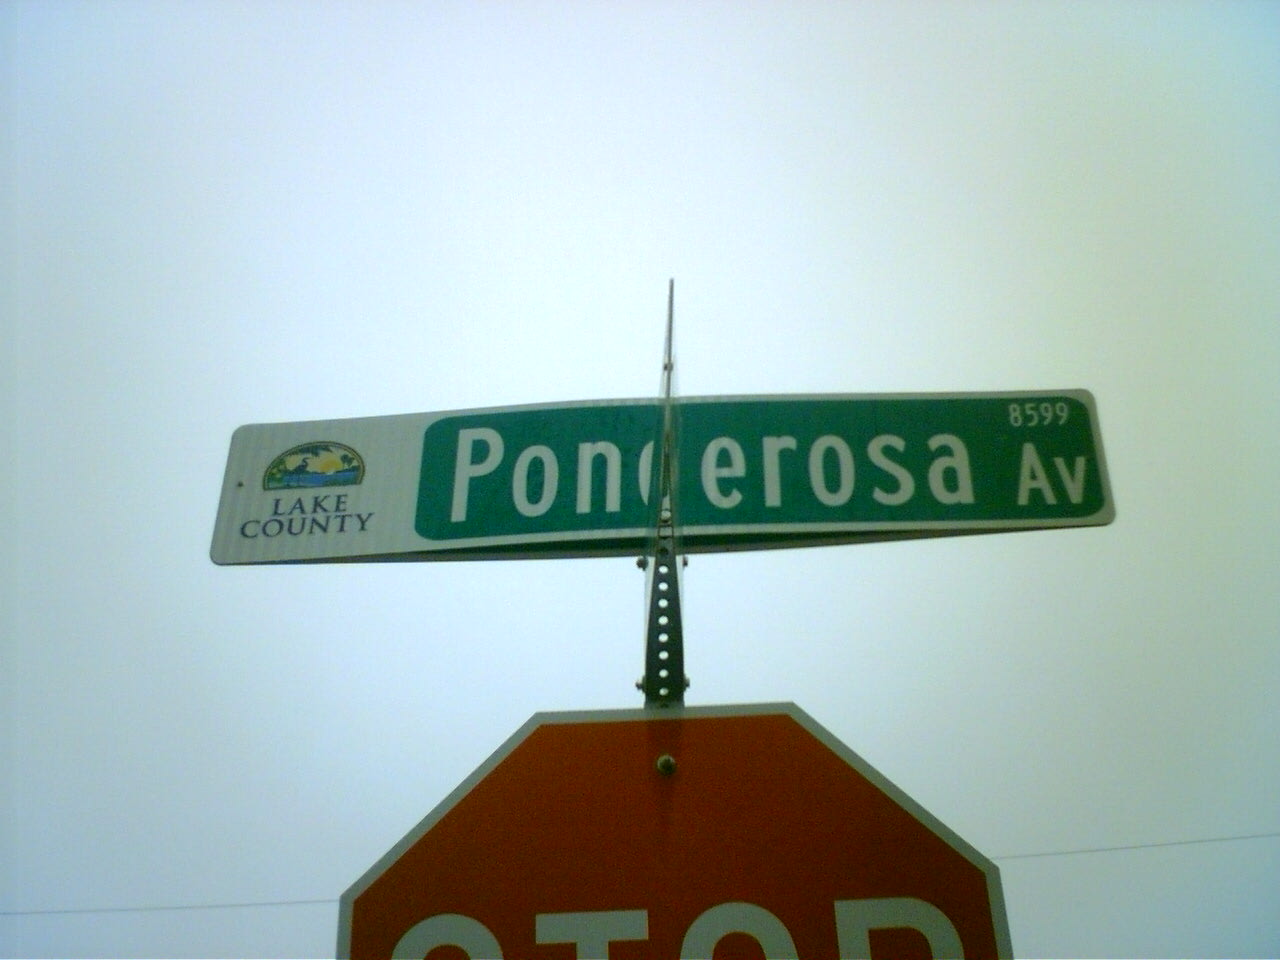 8599
Ponderosa Av
LAKE
COUNTY
STOP